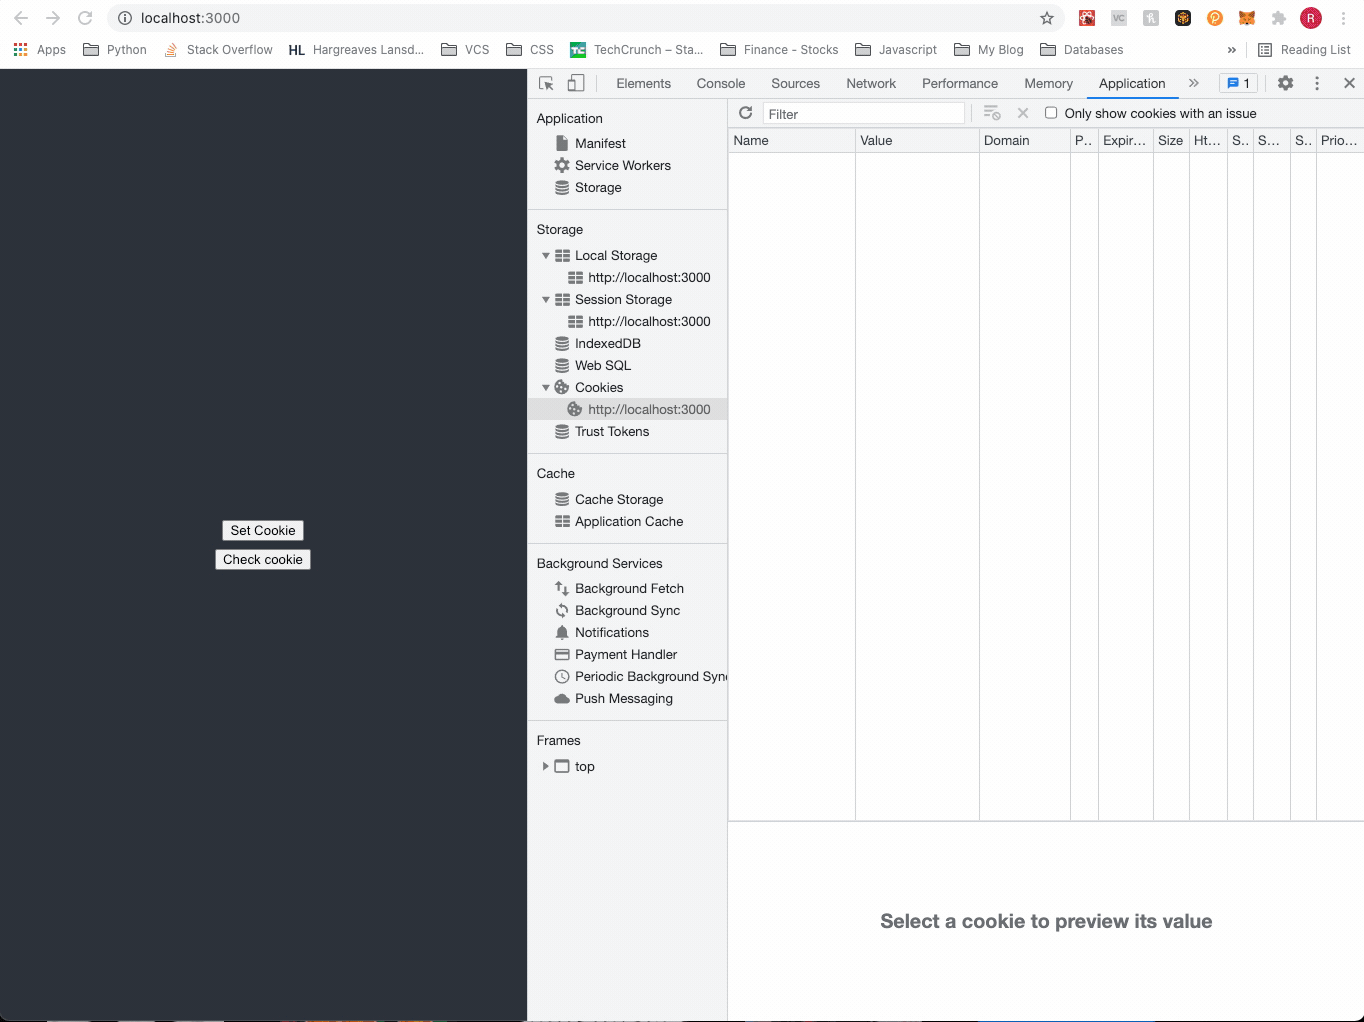 localhost:3000
VC
R
Apps Python Stack Overflow HL Hargreaves Lansd... VCS CSS TC TechCrunch – Sta... Finance - Stocks Javascript My Blog Databases » Reading List
Elements Console Sources Network Performance Memory Application » 1
Application
Filter
Only show cookies with an issue
Name Value Domain P.. Expir... Size Ht... S.. S... S.. Prio...
Manifest
Service Workers
Storage
Storage
Local Storage
http://localhost:3000
Session Storage
http://localhost:3000
IndexedDB
Web SQL
Cookies
http://localhost:3000
Trust Tokens
Cache
Cache Storage
Application Cache
Background Services
Background Fetch
Background Sync
Notifications
Payment Handler
Periodic Background Sync
Push Messaging
Frames
top
Set Cookie
Check cookie
Select a cookie to preview its value